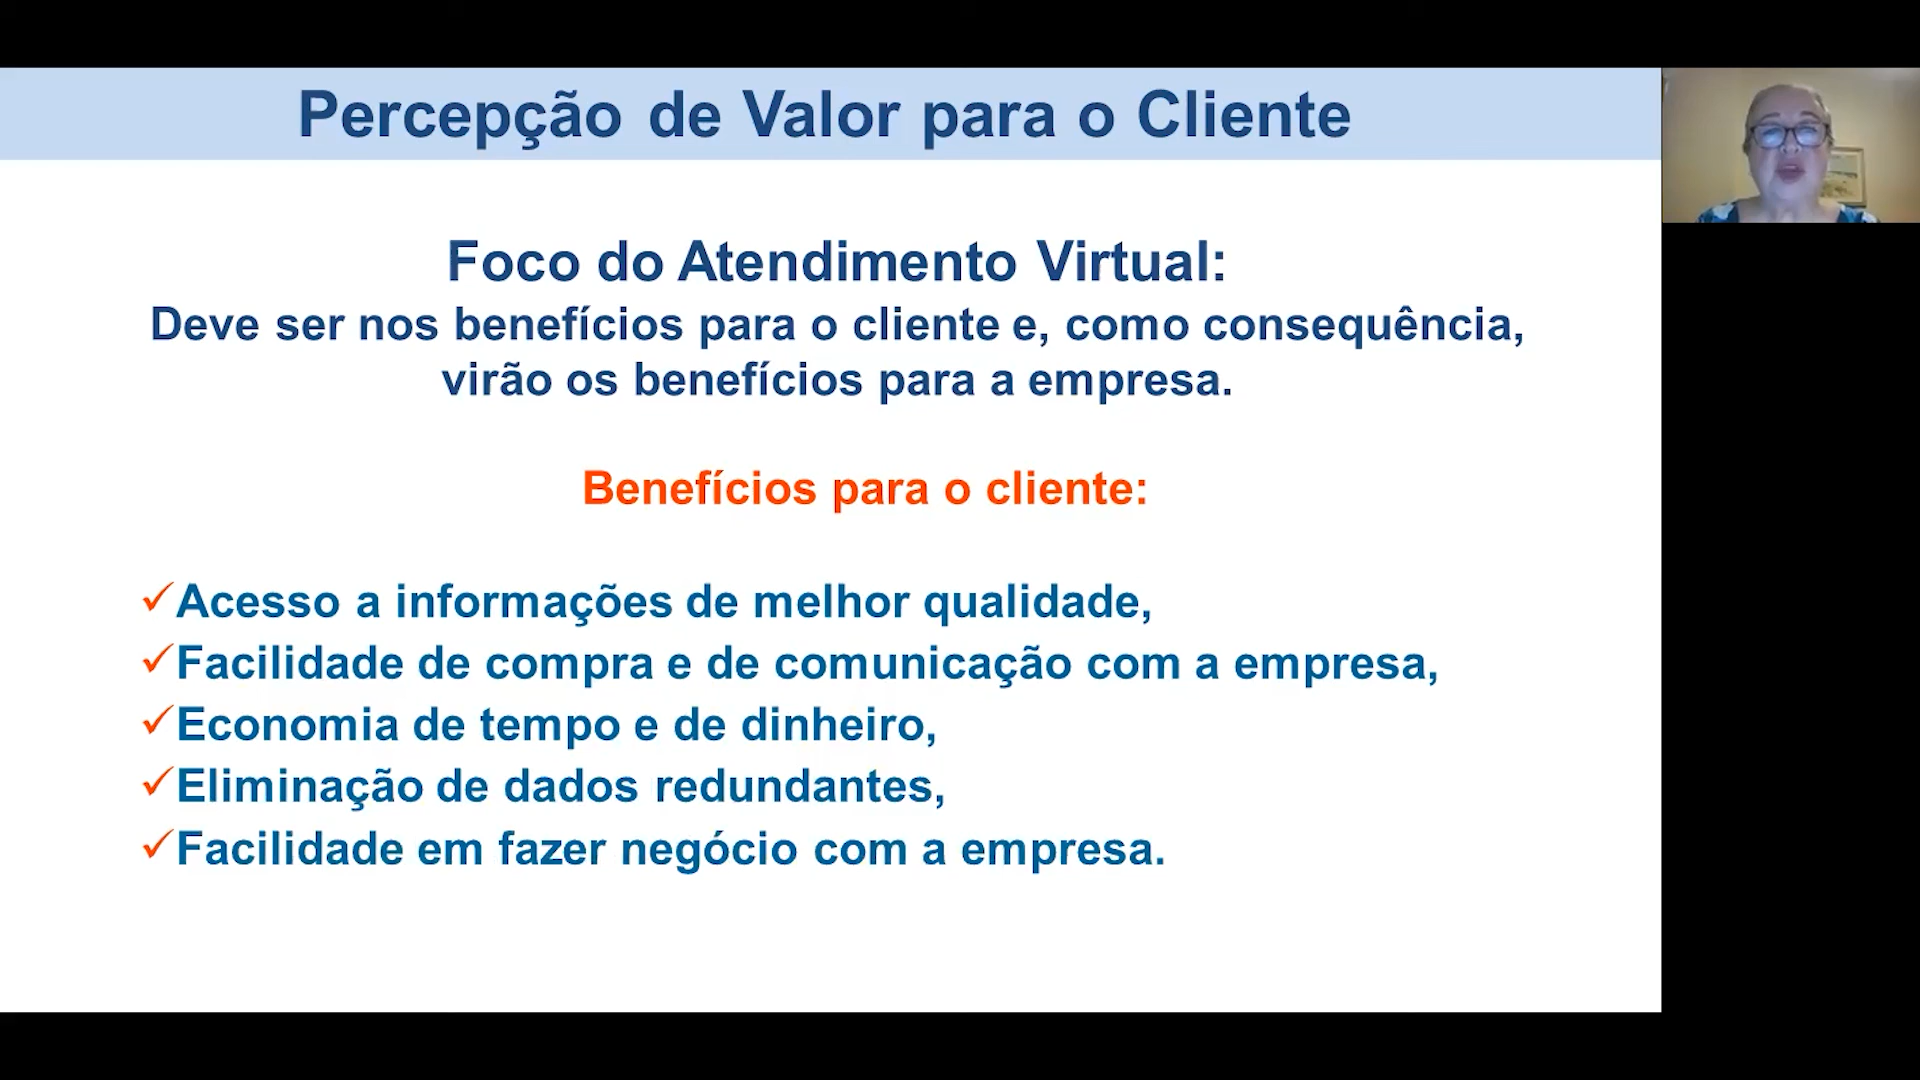 Percepção de Valor para o Cliente
Foco do Atendimento Virtual:
Deve ser nos benefícios para o cliente e, como consequência,
virão os benefícios para a empresa.
Benefícios para o cliente:
✓Acesso a informações de melhor qualidade,
✓Facilidade de compra e de comunicação com a empresa,
✓Economia de tempo e de dinheiro,
✓Eliminação de dados redundantes,
✓Facilidade em fazer negócio com a empresa.